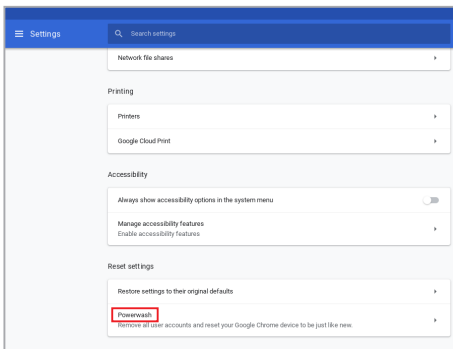 Settings
Search settings
Network file shares
Printing
Printers
Google Cloud Print
Accessibility
Always show accessibility options in the system menu
Manage accessibility features
Enable accessibility features
Reset settings
Restore settings to their original defaults
Powerwash
Remove all user accounts and reset your Google Chrome device to be just like new.